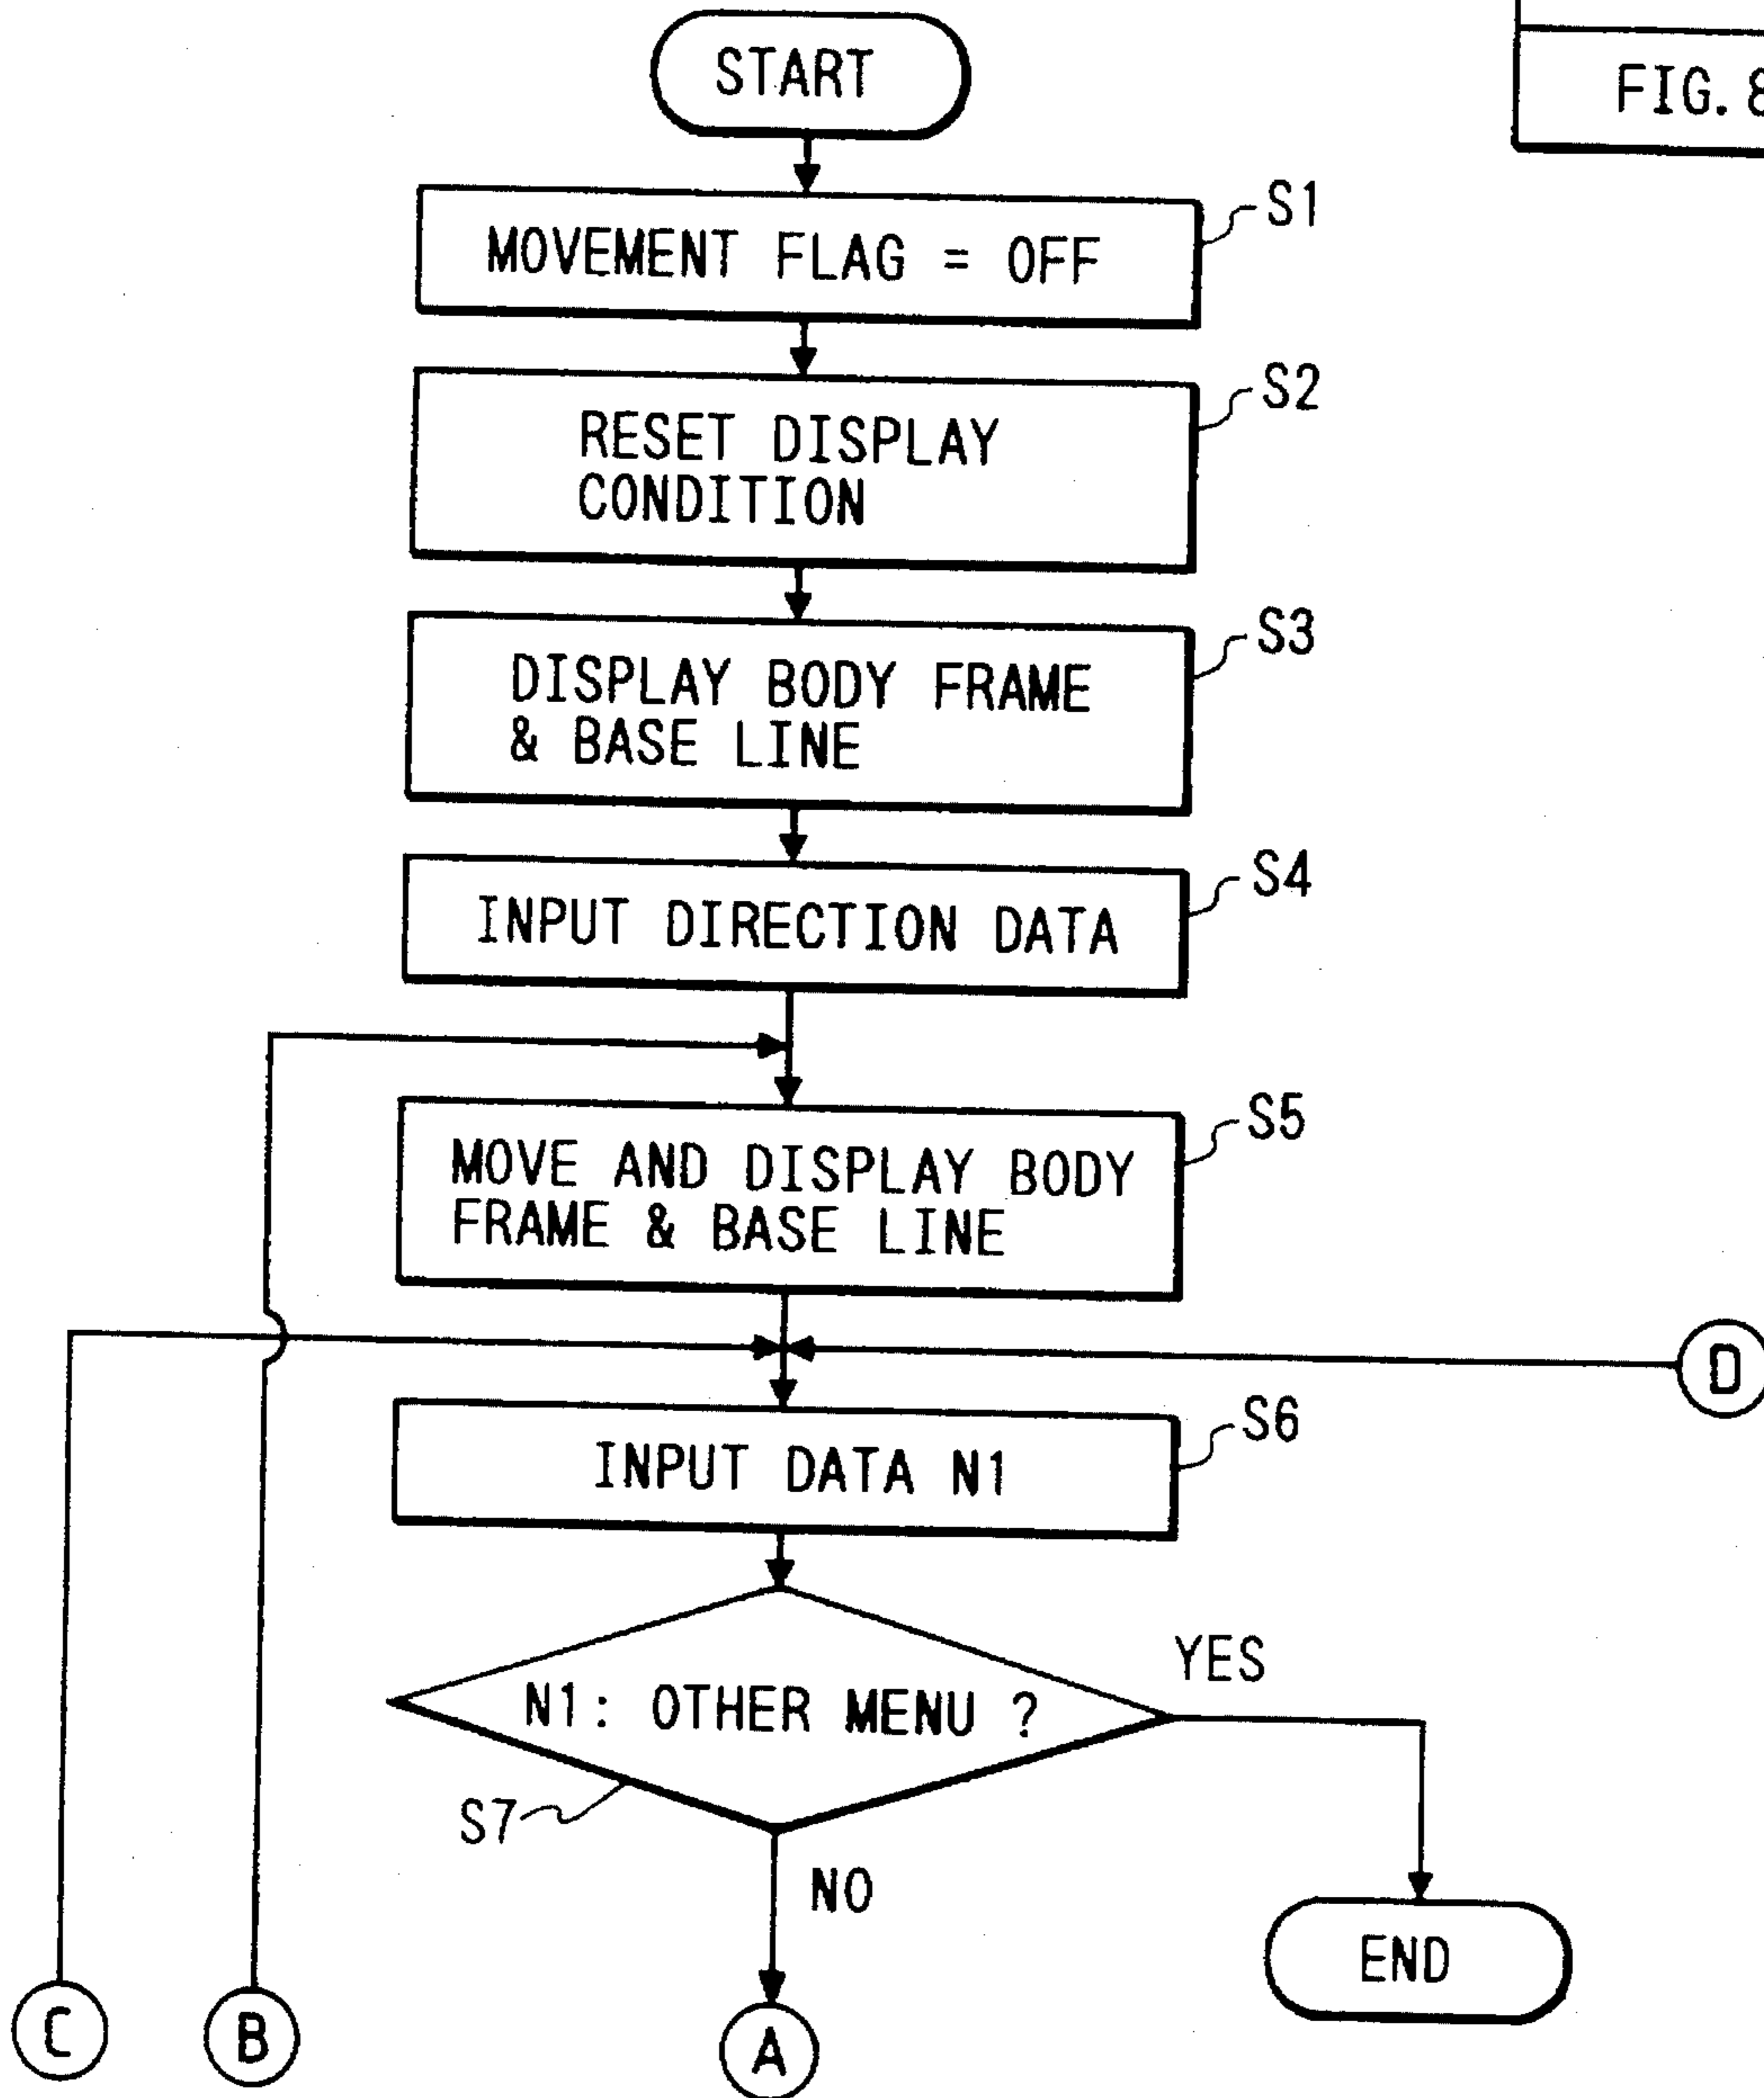 START
FIG. 8
MOVEMENT FLAG = OFF
S1
RESET DISPLAY
CONDITION
S2
DISPLAY BODY FRAME
& BASE LINE
S3
INPUT DIRECTION DATA
S4
MOVE AND DISPLAY BODY
FRAME & BASE LINE
S5
D
INPUT DATA N1
S6
N1: OTHER MENU ?
YES
S7
NO
END
C
B
A